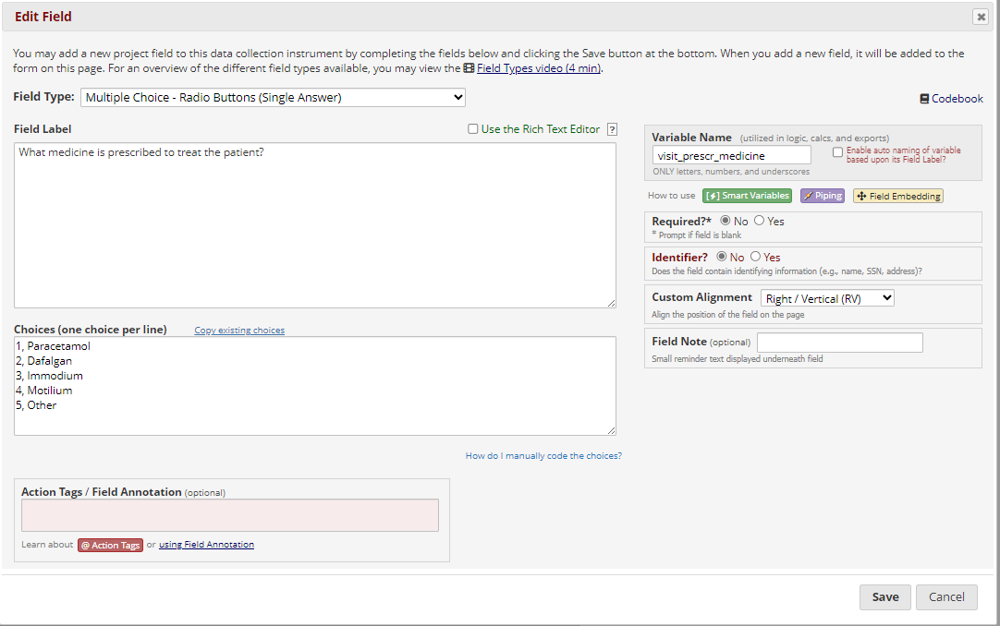 Edit Field
You may add a new project field to this data collection instrument by completing the fields below and clicking the Save button at the bottom. When you add a new field, it will be added to the
form on this page. For an overview of the different field types available, you may view the Field Types video (4 min).
Field Type: Multiple Choice - Radio Buttons (Single Answer)
Codebook
Field Label
Use the Rich Text Editor ?
What medicine is prescribed to treat the patient?
Choices (one choice per line) Copy existing choices
1, Paracetamol
2, Dafalgan
3, Immodium
4, Motilium
5, Other
How do I manually code the choices?
Action Tags / Field Annotation (optional)
Learn about @ Action Tags or using Field Annotation
Variable Name (utilized in logic, calcs, and exports)
visit_prescr_medicine
ONLY letters, numbers, and underscores
Enable auto naming of variable
based upon its Field Label?
How to use [⚡] Smart Variables Piping Field Embedding
Required?* No Yes
* Prompt if field is blank
Identifier? No Yes
Does the field contain identifying information (e.g., name, SSN, address)?
Custom Alignment Right / Vertical (RV)
Align the position of the field on the page
Field Note (optional)
Small reminder text displayed underneath field
Save Cancel